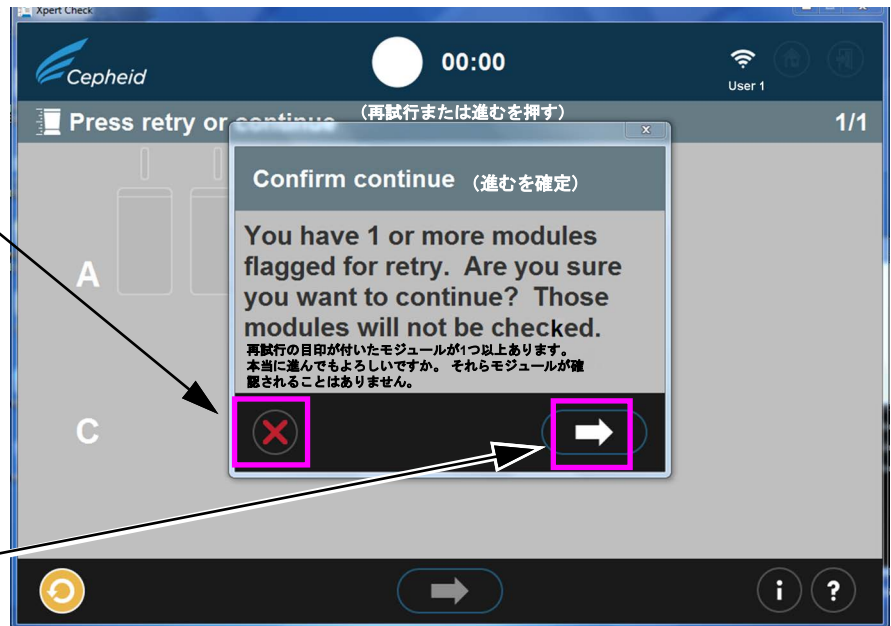 Xpert Check
Cepheid
00:00
User 1
Press retry or continue
(再試行または進むを押す)
1/1
Confirm continue (進むを確定)
You have 1 or more modules
flagged for retry. Are you sure
you want to continue? Those
modules will not be checked.
再試行の目印が付いたモジュールが1つ以上あります。
本当に進んでもよろしいですか。 それらモジュールが確
認されることはありません。
A
C
i
?